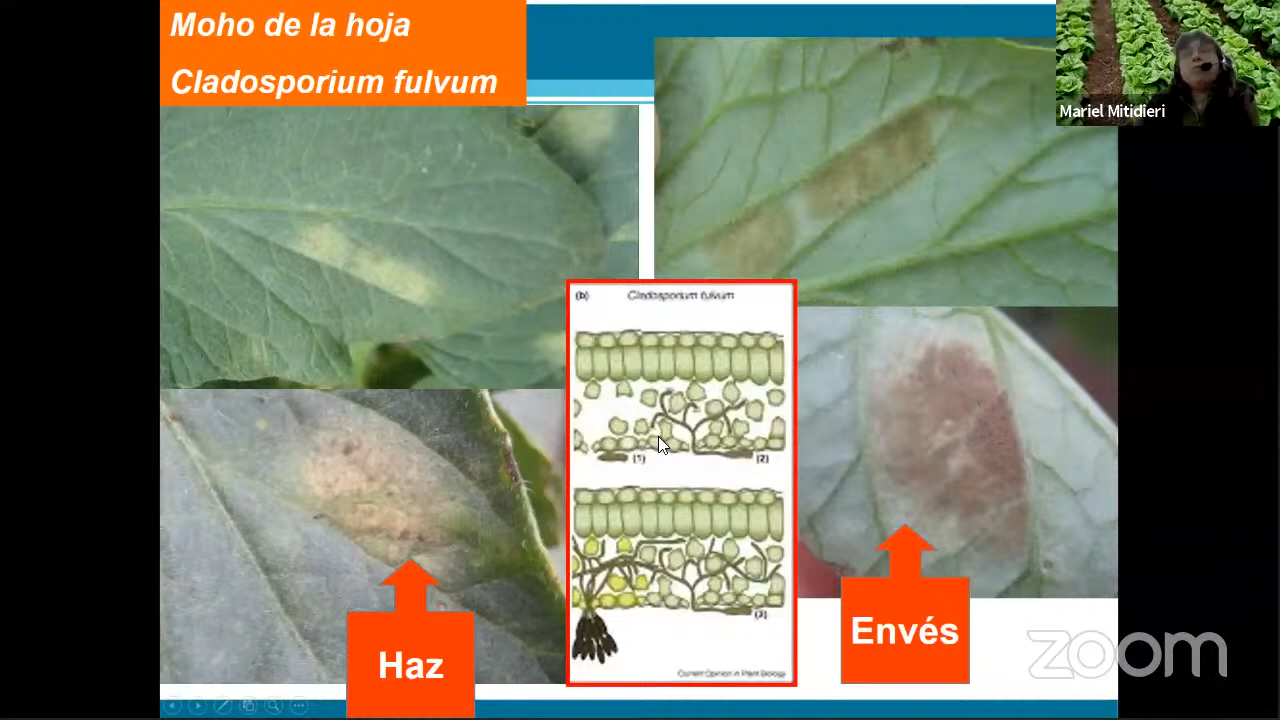 Moho de la hoja
Cladosporium fulvum
Mariel Mitidieri
(b) Cladosporium fulvum
(1) (2)
(3)
Current Opinion in Plant Biology
Haz
Envés
zoom